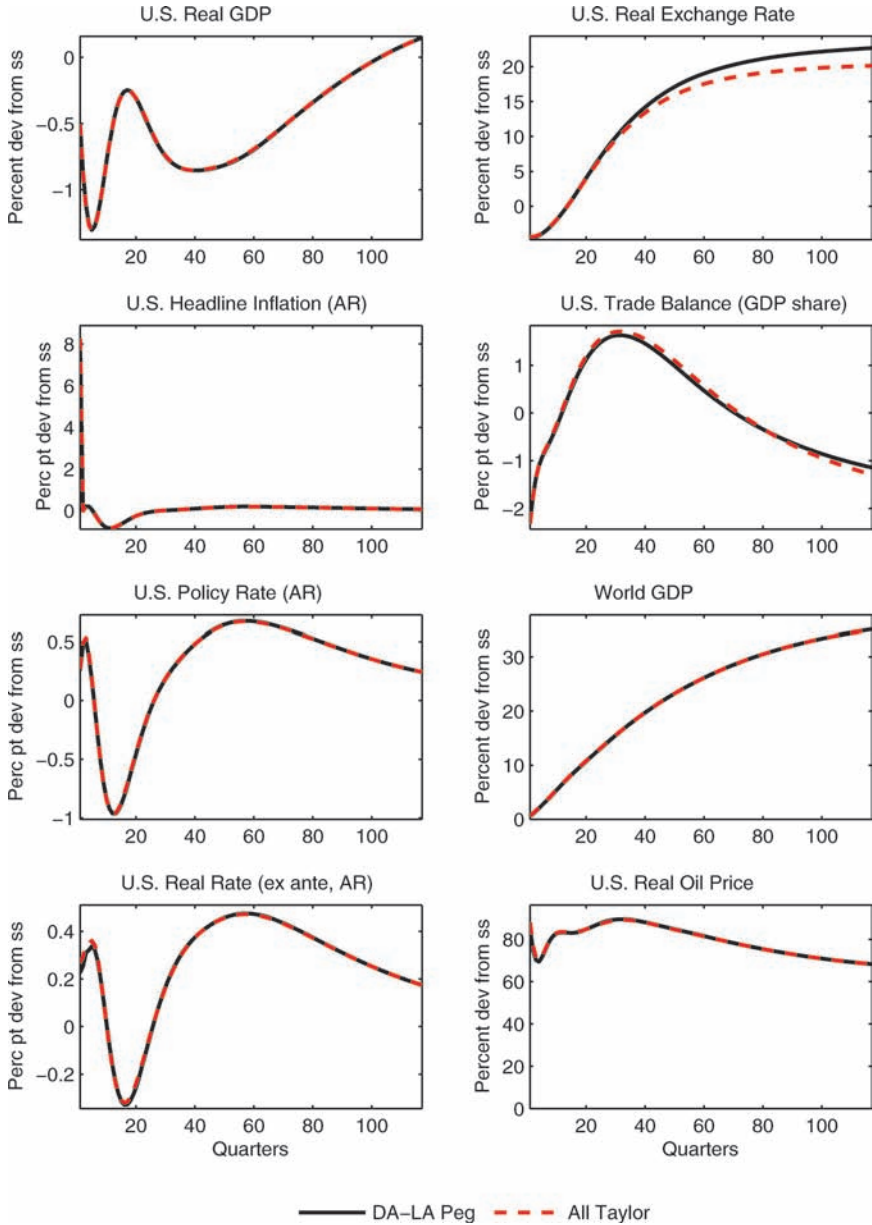 U.S. Real GDP
Percent dev from ss
0
−0.5
−1
20 40 60 80 100
U.S. Real Exchange Rate
Percent dev from ss
20
15
10
5
0
20 40 60 80 100
U.S. Headline Inflation (AR)
Perc pt dev from ss
8
6
4
2
0
20 40 60 80 100
U.S. Trade Balance (GDP share)
Perc pt dev from ss
1
0
−1
−2
20 40 60 80 100
U.S. Policy Rate (AR)
Perc pt dev from ss
0.5
0
−0.5
−1
20 40 60 80 100
World GDP
Percent dev from ss
30
20
10
0
20 40 60 80 100
U.S. Real Rate (ex ante, AR)
Perc pt dev from ss
0.4
0.2
0
−0.2
20 40 60 80 100
Quarters
U.S. Real Oil Price
Percent dev from ss
80
60
40
20
0
20 40 60 80 100
Quarters
DA−LA Peg All Taylor